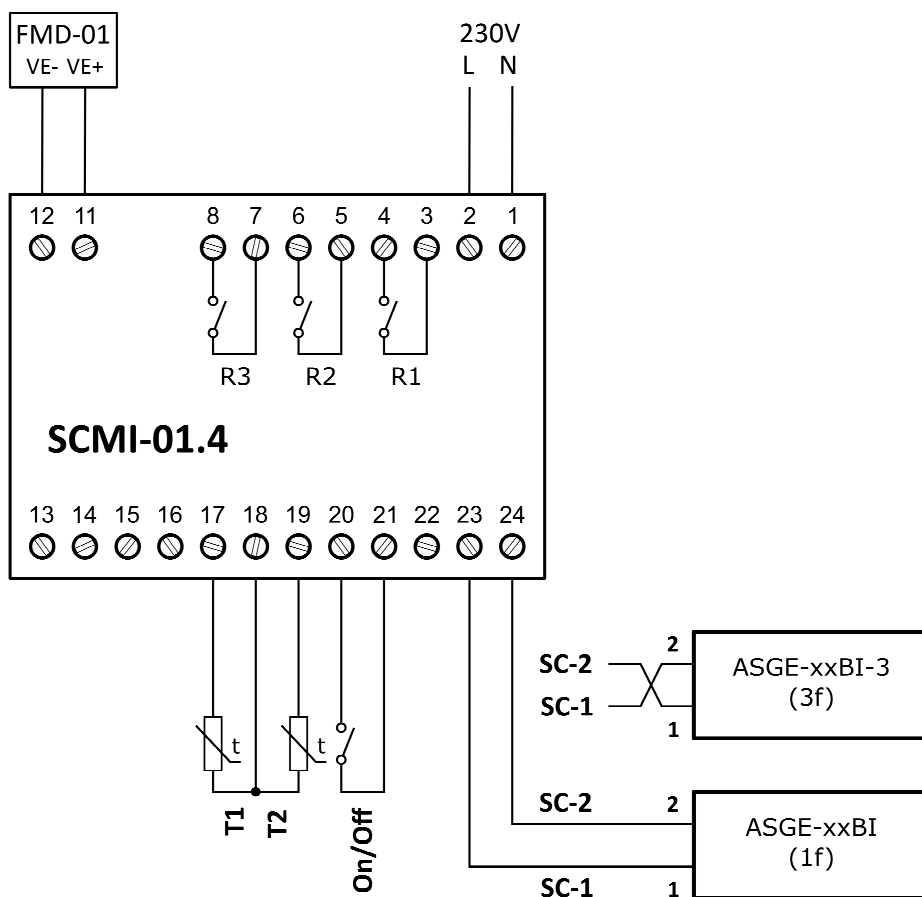 FMD-01
VE- VE+
230V
L N
12 11 8 7 6 5 4 3 2 1
R3 R2 R1
SCMI-01.4
13 14 15 16 17 18 19 20 21 22 23 24
t t
T1 T2 On/Off
SC-2 2
SC-1 1
ASGE-xxBI-3
(3f)
SC-2 2
ASGE-xxBI
(1f)
SC-1 1